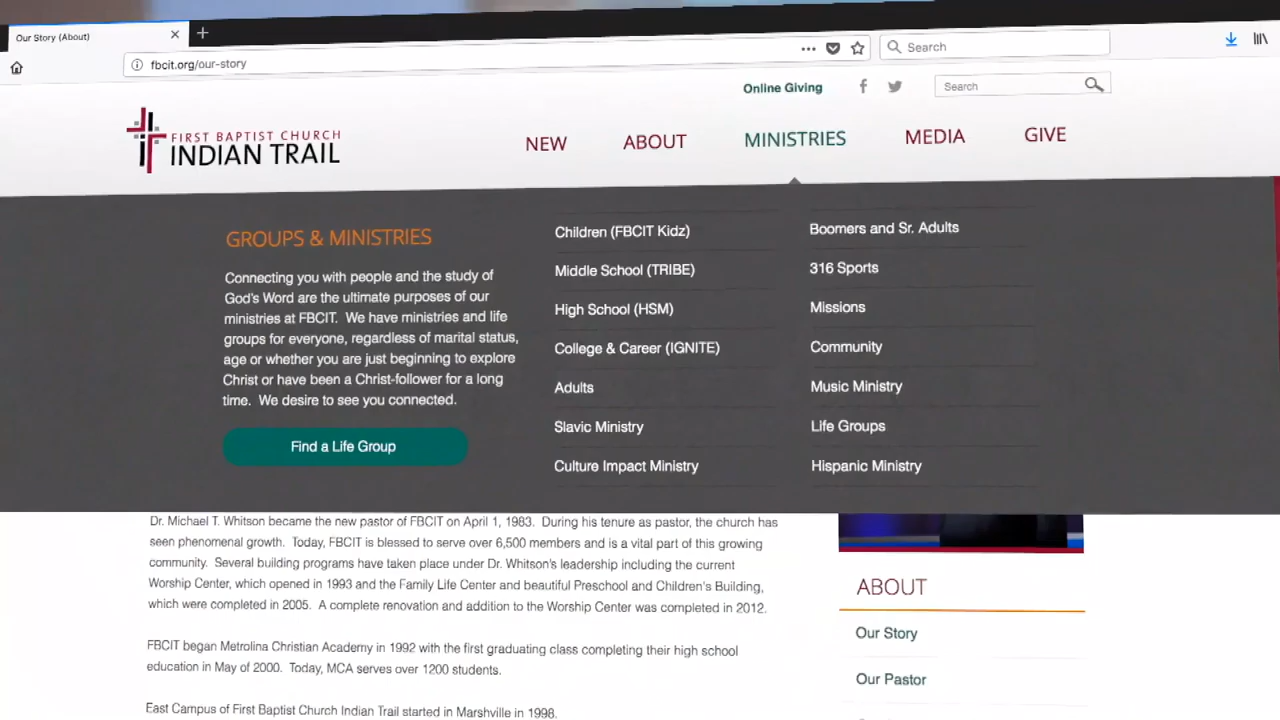 Our Story (About)
fbcit.org/our-story
Search
Online Giving
Search
FIRST BAPTIST CHURCH
INDIAN TRAIL
NEW
ABOUT
MINISTRIES
MEDIA
GIVE
GROUPS & MINISTRIES
Connecting you with people and the study of
God's Word are the ultimate purposes of our
ministries at FBCIT. We have ministries and life
groups for everyone, regardless of marital status,
age or whether you are just beginning to explore
Christ or have been a Christ-follower for a long
time. We desire to see you connected.
Find a Life Group
Children (FBCIT Kidz)
Middle School (TRIBE)
High School (HSM)
College & Career (IGNITE)
Adults
Slavic Ministry
Culture Impact Ministry
Boomers and Sr. Adults
316 Sports
Missions
Community
Music Ministry
Life Groups
Hispanic Ministry
Dr. Michael T. Whitson became the new pastor of FBCIT on April 1, 1983. During his tenure as pastor, the church has
seen phenomenal growth. Today, FBCIT is blessed to serve over 6,500 members and is a vital part of this growing
community. Several building programs have taken place under Dr. Whitson's leadership including the current
Worship Center, which opened in 1993 and the Family Life Center and beautiful Preschool and Children's Building,
which were completed in 2005. A complete renovation and addition to the Worship Center was completed in 2012.
FBCIT began Metrolina Christian Academy in 1992 with the first graduating class completing their high school
education in May of 2000. Today, MCA serves over 1200 students.
East Campus of First Baptist Church Indian Trail started in Marshville in 1998.
ABOUT
Our Story
Our Pastor